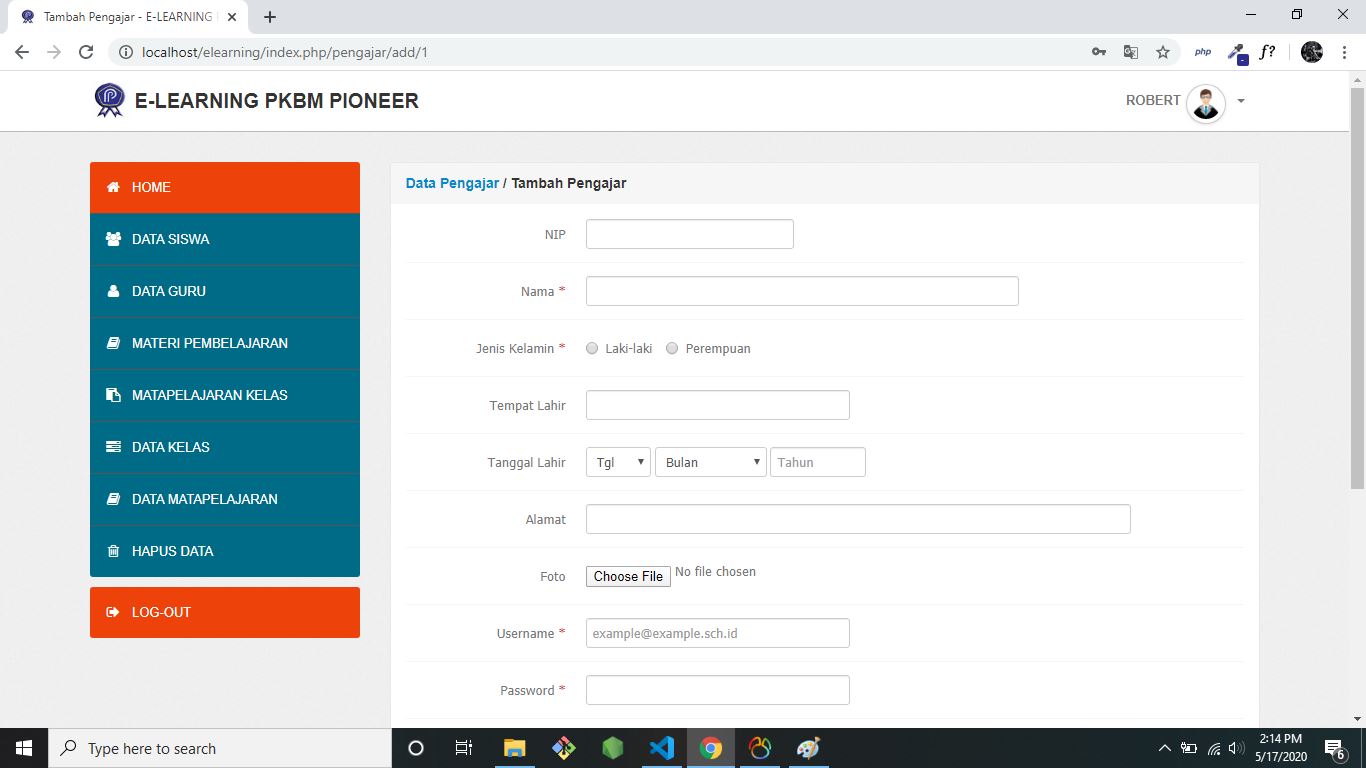 Tambah Pengajar - E-LEARNING
localhost/elearning/index.php/pengajar/add/1
php
f?
E-LEARNING PKBM PIONEER
ROBERT
HOME
DATA SISWA
DATA GURU
MATERI PEMBELAJARAN
MATAPELAJARAN KELAS
DATA KELAS
DATA MATAPELAJARAN
HAPUS DATA
LOG-OUT
Data Pengajar / Tambah Pengajar
NIP
Nama *
Jenis Kelamin * Laki-laki Perempuan
Tempat Lahir
Tanggal Lahir Tgl Bulan Tahun
Alamat
Foto Choose File No file chosen
Username * example@example.sch.id
Password *
Type here to search
2:14 PM
5/17/2020
6